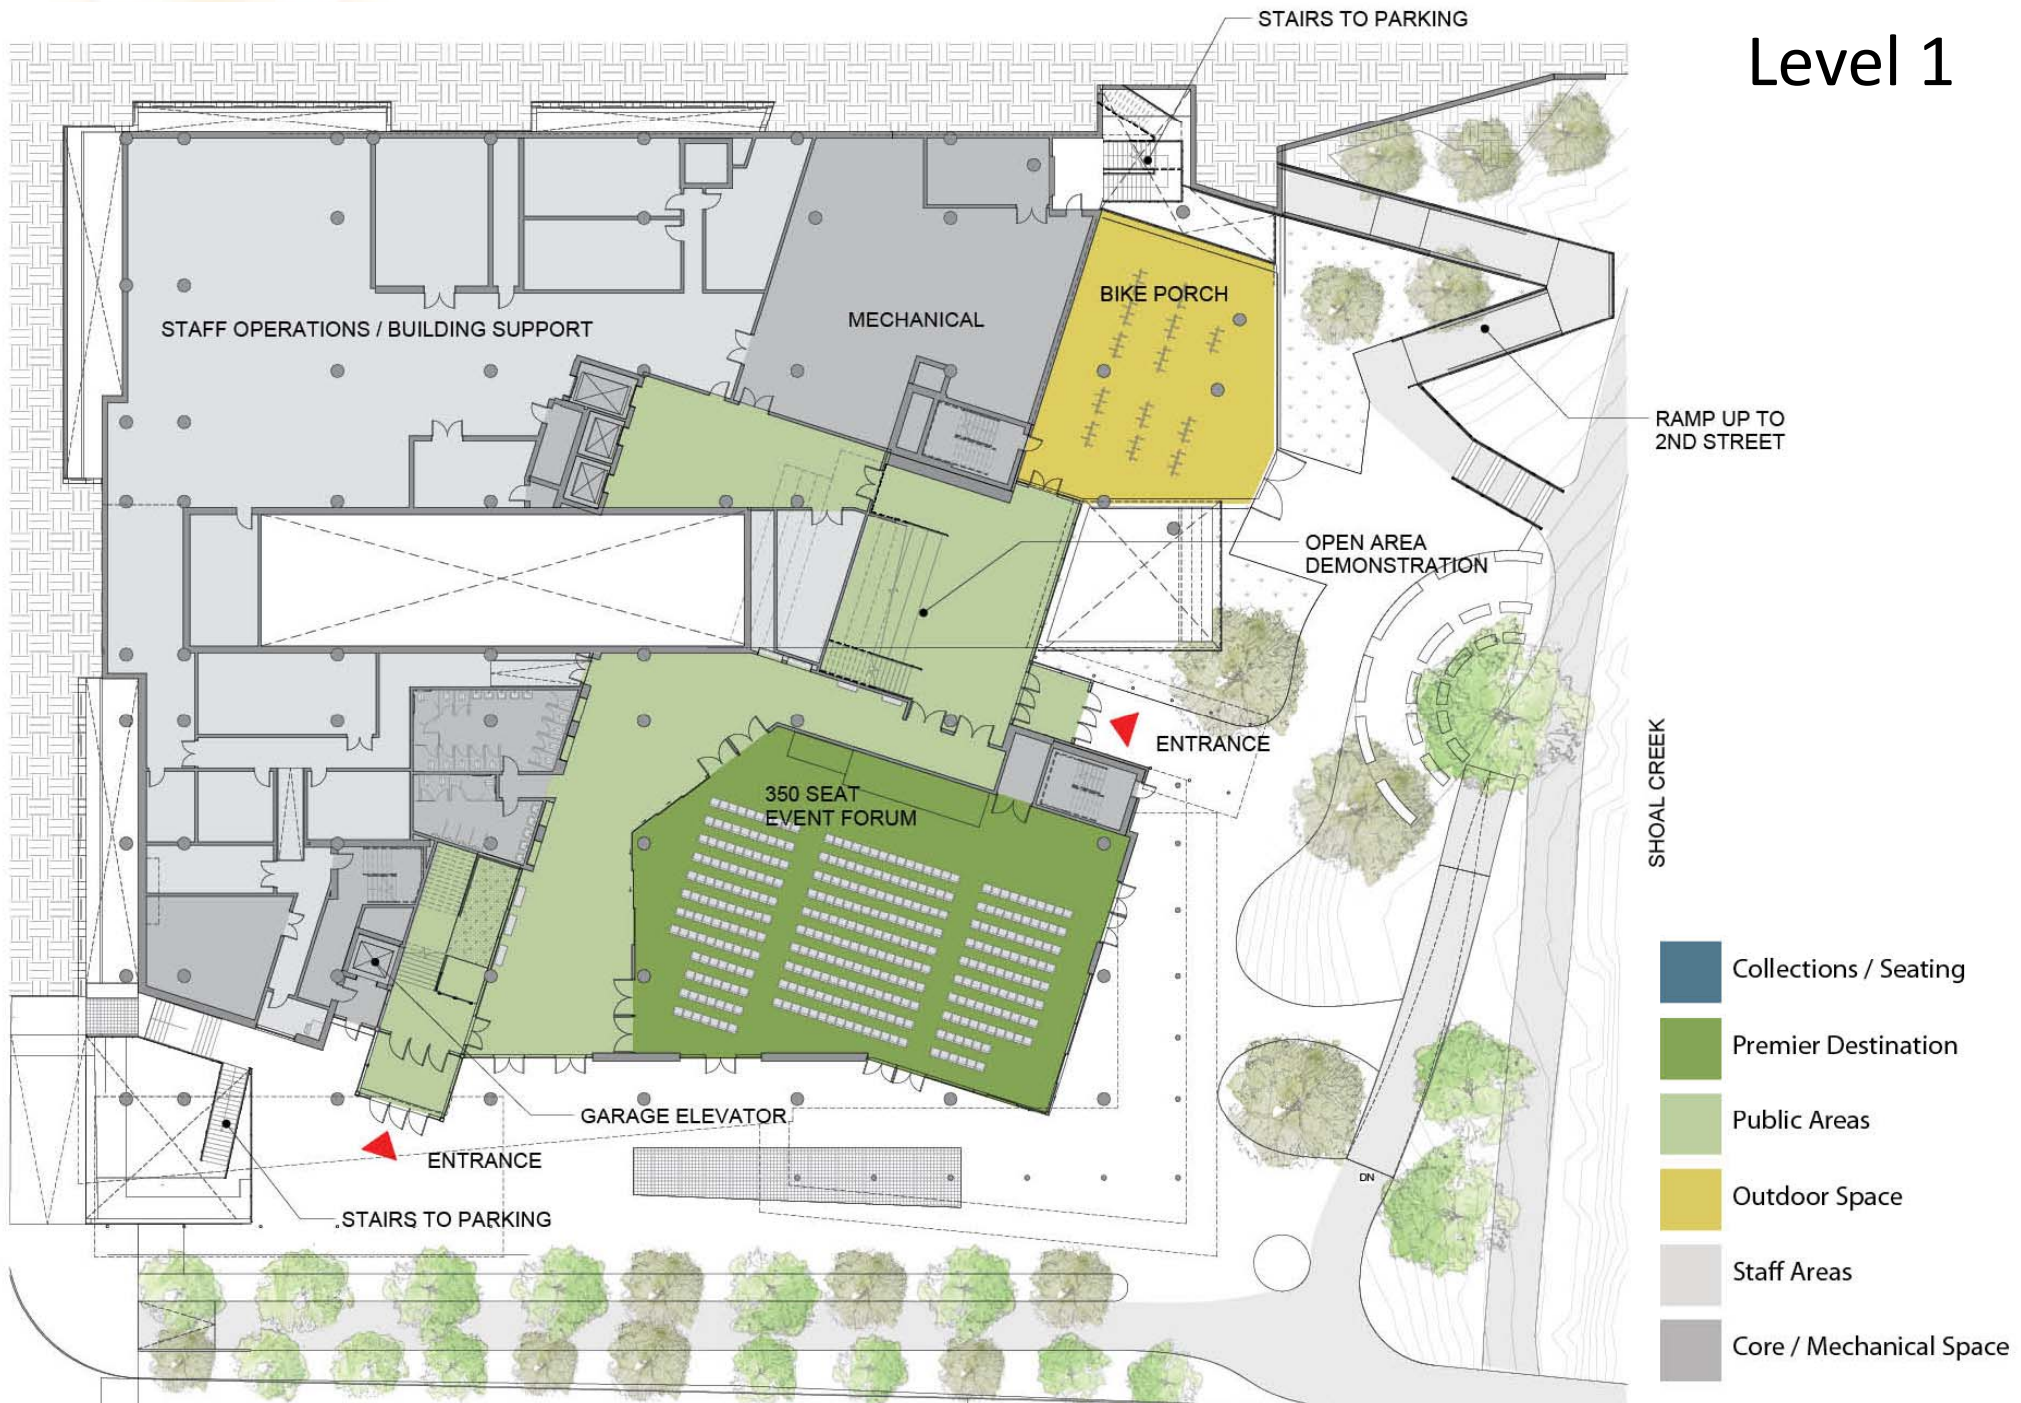 STAIRS TO PARKING
Level 1
BIKE PORCH
MECHANICAL
STAFF OPERATIONS / BUILDING SUPPORT
RAMP UP TO
2ND STREET
OPEN AREA
DEMONSTRATION
ENTRANCE
350 SEAT
EVENT FORUM
SHOAL CREEK
GARAGE ELEVATOR
ENTRANCE
DN
STAIRS TO PARKING
Collections / Seating
Premier Destination
Public Areas
Outdoor Space
Staff Areas
Core / Mechanical Space